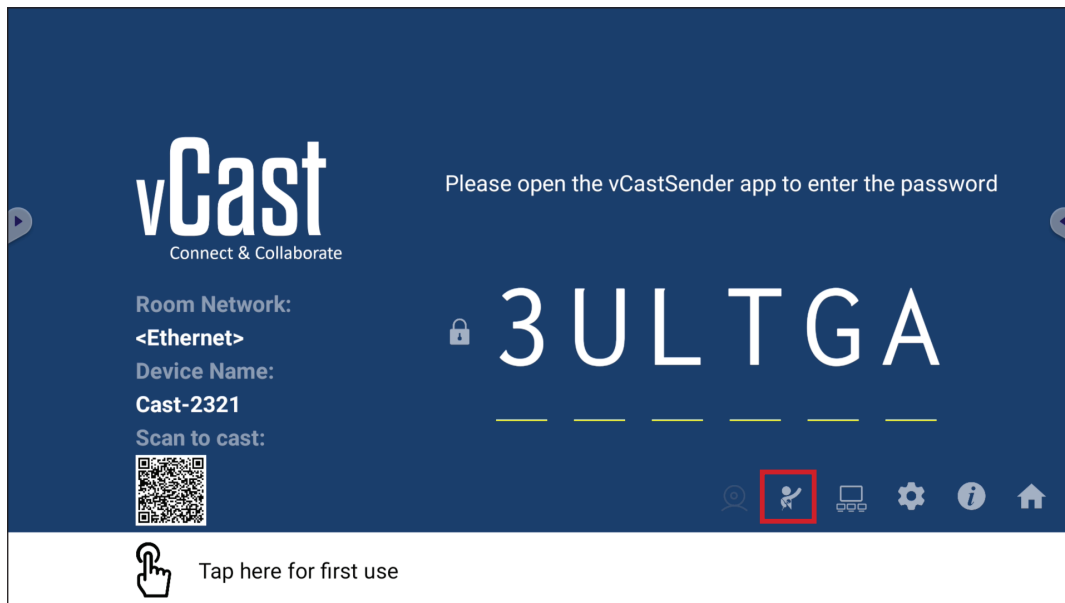 vCast
Connect & Collaborate
Please open the vCastSender app to enter the password
Room Network:
<Ethernet>
Device Name:
Cast-2321
Scan to cast:
3ULTGA
Tap here for first use